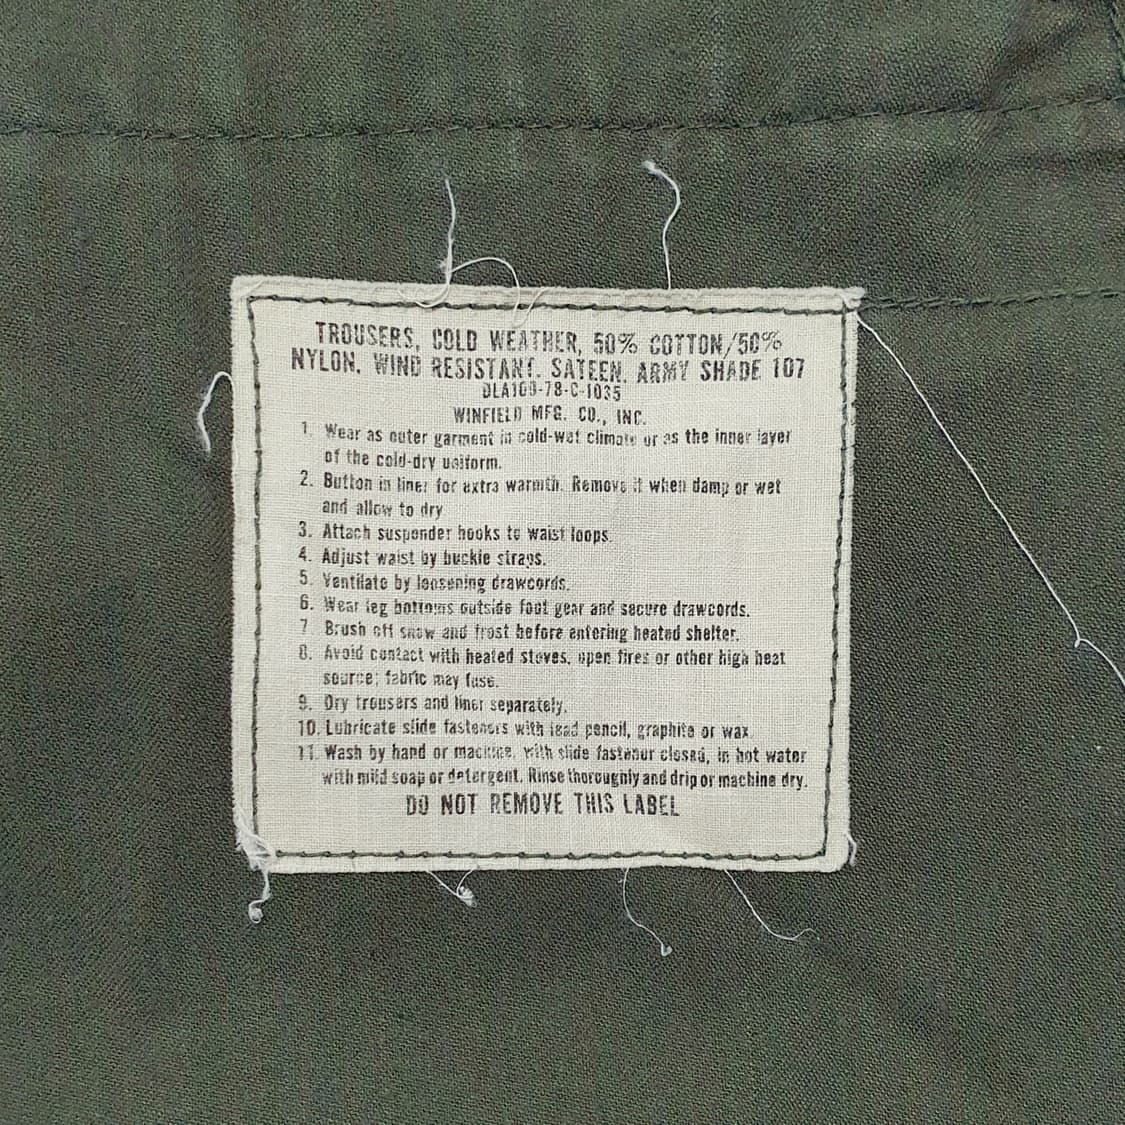 TROUSERS, COLD WEATHER, 50% COTTON/50%
NYLON, WIND RESISTANT, SATEEN, ARMY SHADE 107
DLA100-78-C-1035
WINFIELD MFG. CO., INC.
1. Wear as outer garment in cold-wet climate or as the inner layer
of the cold-dry uniform.
2. Button in liner for extra warmth. Remove it when damp or wet
and allow to dry
3. Attach suspender hooks to waist loops.
4. Adjust waist by buckle straps.
5. Ventilate by loosening drawcords.
6. Wear leg bottoms outside foot gear and secure drawcords.
7. Brush off snow and frost before entering heated shelter.
8. Avoid contact with heated stoves, open fires or other high heat
source; fabric may fuse.
9. Dry trousers and liner separately.
10. Lubricate slide fasteners with lead pencil, graphite or wax.
11. Wash by hand or machine, with slide fastener closed, in hot water
with mild soap or detergent. Rinse thoroughly and drip or machine dry.
DO NOT REMOVE THIS LABEL